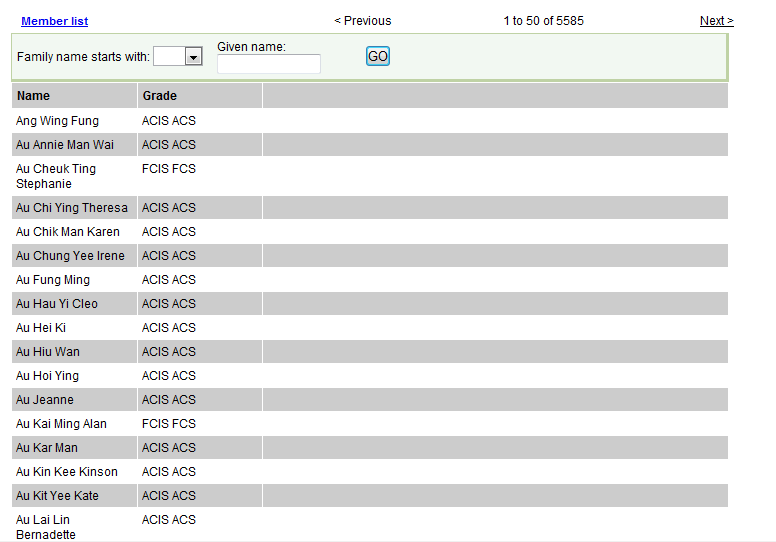 Member list < Previous 1 to 50 of 5585 Next >
Family name starts with: Given name: GO
Name Grade
Ang Wing Fung ACIS ACS
Au Annie Man Wai ACIS ACS
Au Cheuk Ting FCIS FCS
Stephanie
Au Chi Ying Theresa ACIS ACS
Au Chik Man Karen ACIS ACS
Au Chung Yee Irene ACIS ACS
Au Fung Ming ACIS ACS
Au Hau Yi Cleo ACIS ACS
Au Hei Ki ACIS ACS
Au Hiu Wan ACIS ACS
Au Hoi Ying ACIS ACS
Au Jeanne ACIS ACS
Au Kai Ming Alan FCIS FCS
Au Kar Man ACIS ACS
Au Kin Kee Kinson ACIS ACS
Au Kit Yee Kate ACIS ACS
Au Lai Lin ACIS ACS
Bernadette